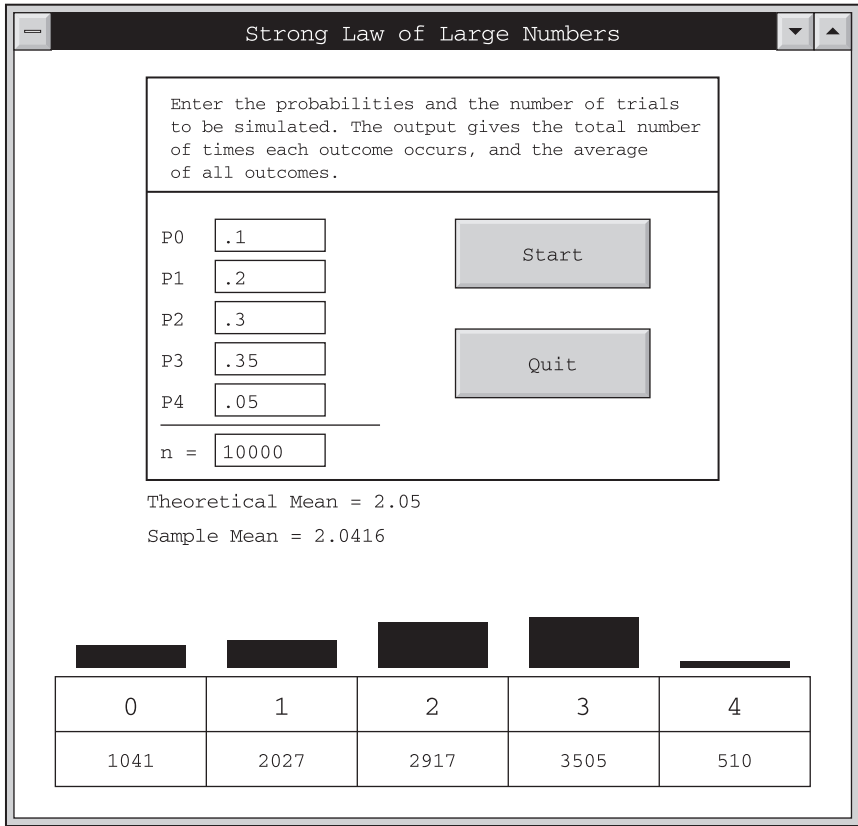 Strong Law of Large Numbers
Enter the probabilities and the number of trials
to be simulated. The output gives the total number
of times each outcome occurs, and the average
of all outcomes.
P0 .1
Start
P1 .2
P2 .3
P3 .35
Quit
P4 .05
n = 10000
Theoretical Mean = 2.05
Sample Mean = 2.0416
0 1 2 3 4
1041 2027 2917 3505 510